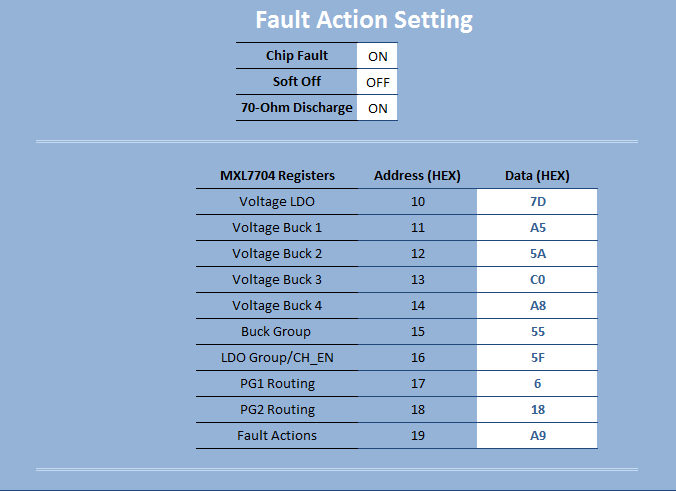 Fault Action Setting
Chip Fault ON
Soft Off OFF
70-Ohm Discharge ON
MXL7704 Registers Address (HEX) Data (HEX)
Voltage LDO 10 7D
Voltage Buck 1 11 A5
Voltage Buck 2 12 5A
Voltage Buck 3 13 C0
Voltage Buck 4 14 A8
Buck Group 15 55
LDO Group/CH_EN 16 5F
PG1 Routing 17 6
PG2 Routing 18 18
Fault Actions 19 A9